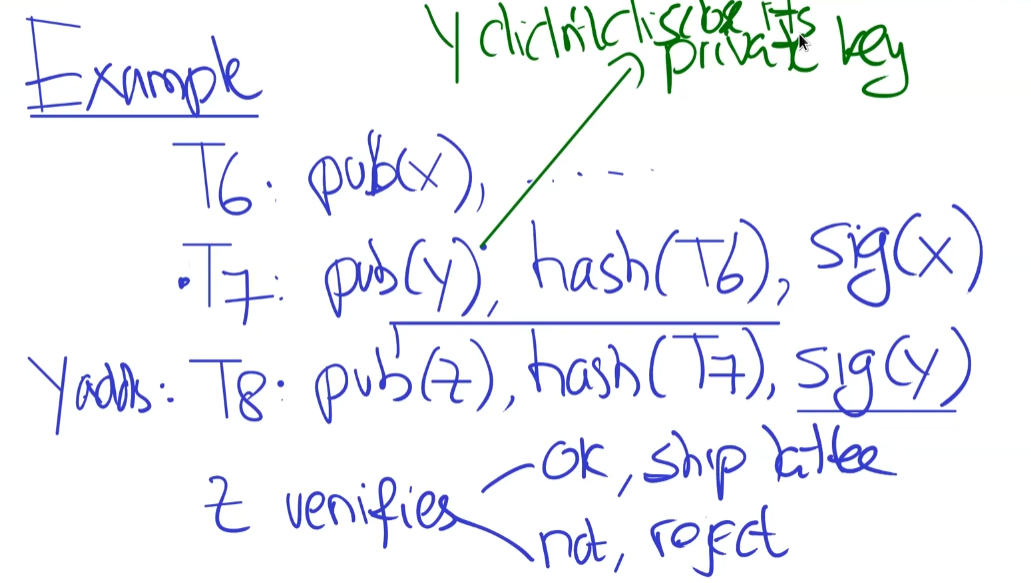 Y didn't disclose its
private key
Example
T6: pub(x), ...-
T7: pub(Y), hash(T6), sig(x)
Y adds: T8: pub(z), hash(T7), sig(Y)
OK, ship lattee
z verifies
not, reject